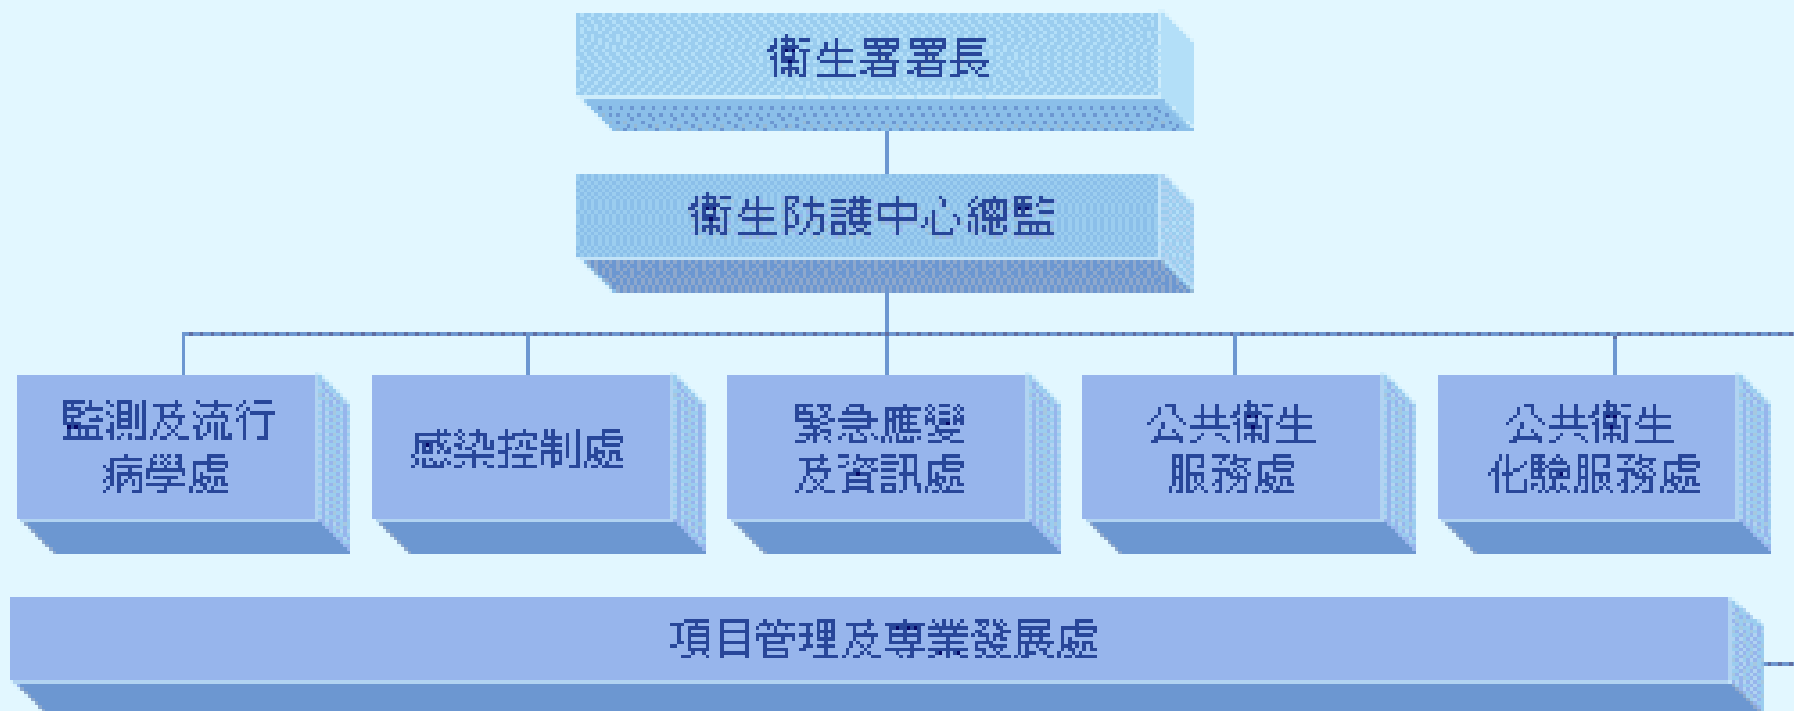 衞生署署長
衞生防護中心總監
監測及流行
病學處
感染控制處
緊急應變
及資訊處
公共衞生
服務處
公共衞生
化驗服務處
項目管理及專業發展處